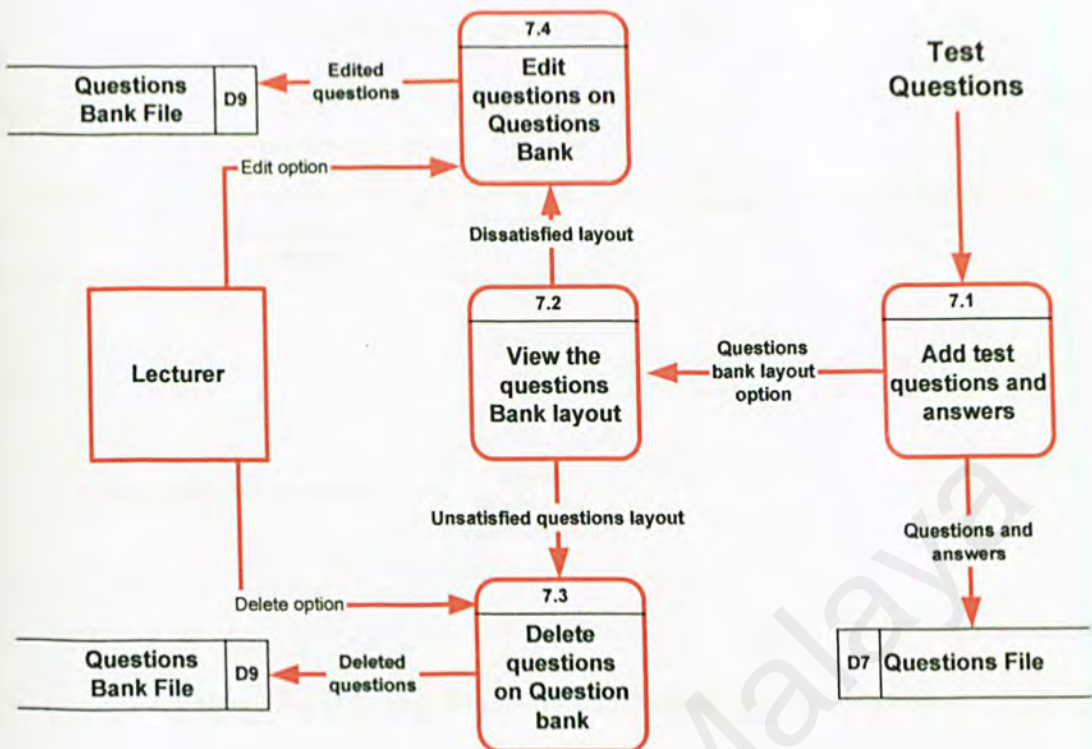 7.4
Edit
questions on
Questions
Bank
Test
Questions
Edited
questions
Questions
Bank File
D9
Edit option
Dissatisfied layout
7.2
View the
questions
Bank layout
7.1
Add test
questions and
answers
Questions
bank layout
option
Lecturer
Unsatisfied questions layout
Questions and
answers
Delete option
7.3
Delete
questions
on Question
bank
Deleted
questions
Questions
Bank File
D9
D7
Questions File
Malaya